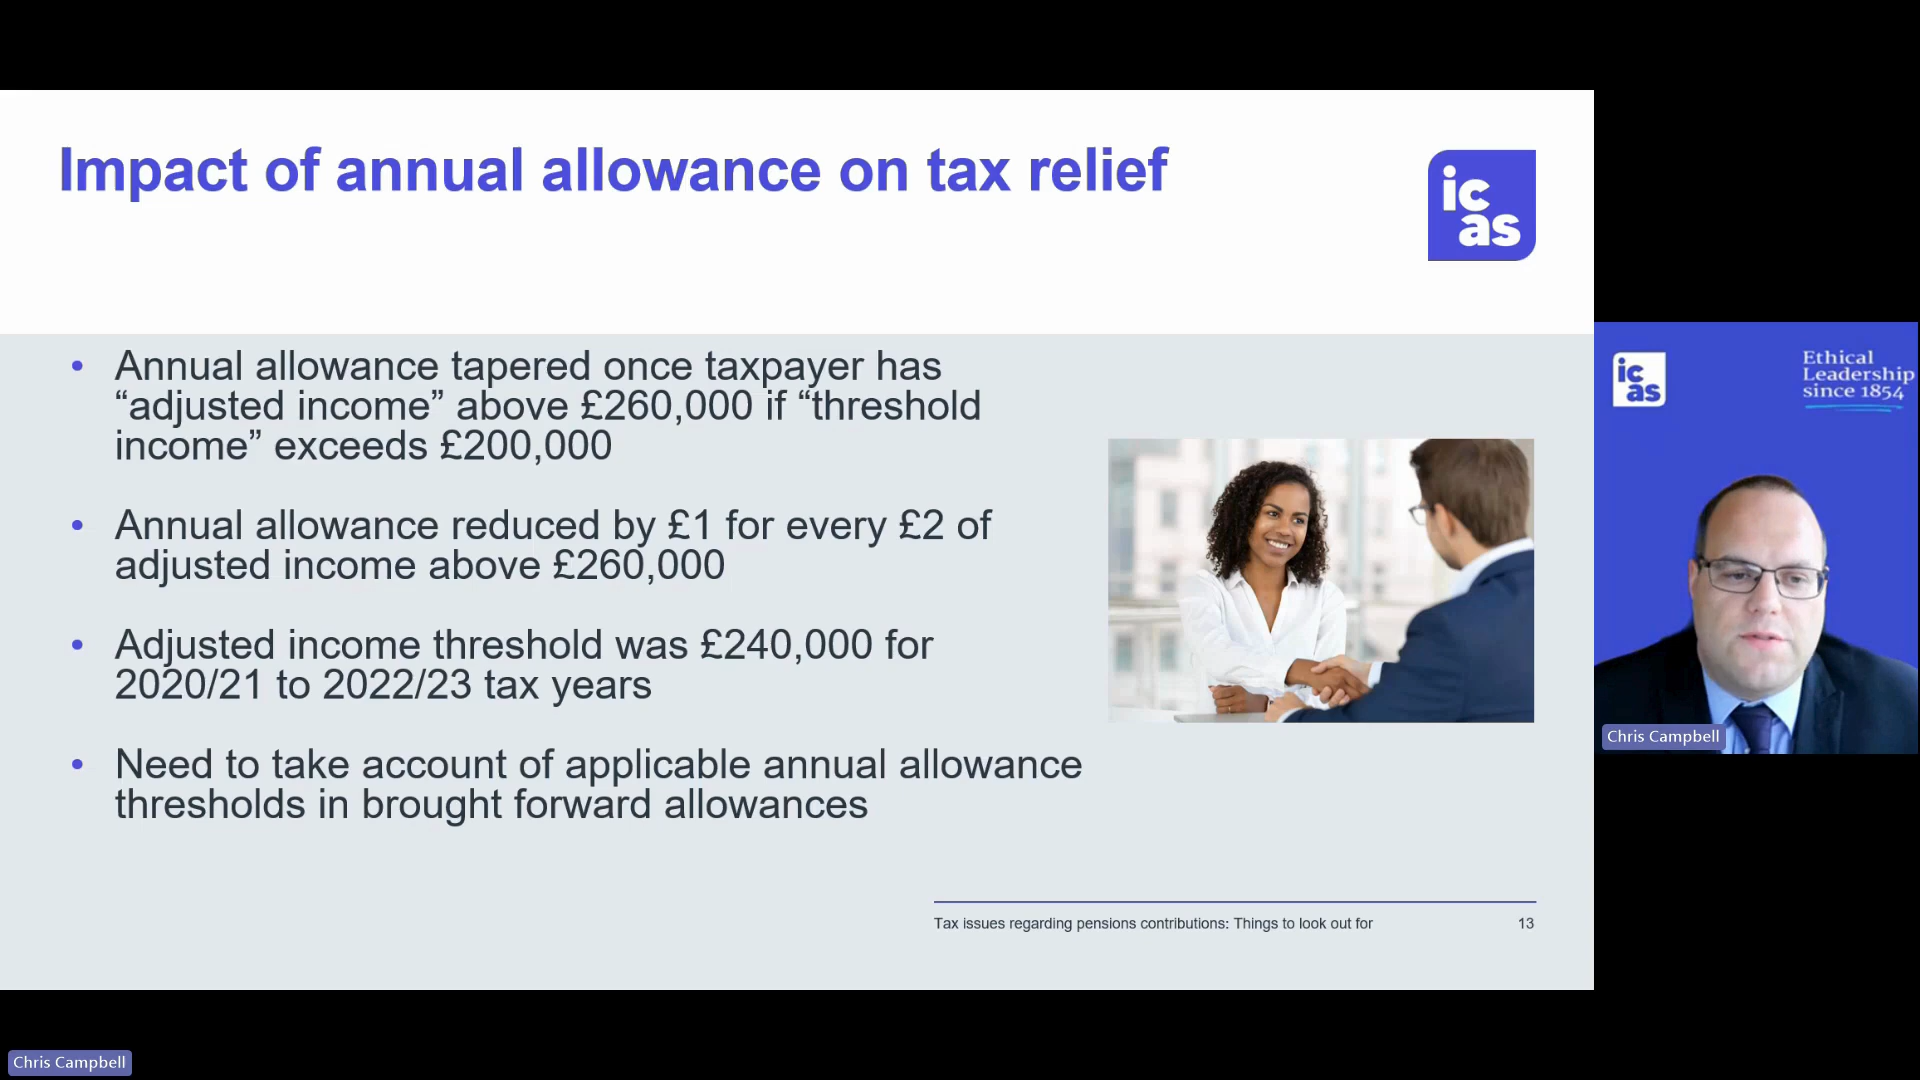 Impact of annual allowance on tax relief
ic
as
• Annual allowance tapered once taxpayer has
“adjusted income” above £260,000 if “threshold
income” exceeds £200,000
• Annual allowance reduced by £1 for every £2 of
adjusted income above £260,000
• Adjusted income threshold was £240,000 for
2020/21 to 2022/23 tax years
• Need to take account of applicable annual allowance
thresholds in brought forward allowances
Tax issues regarding pensions contributions: Things to look out for
13
ic
as
Ethical
Leadership
since 1854
Chris Campbell
Chris Campbell